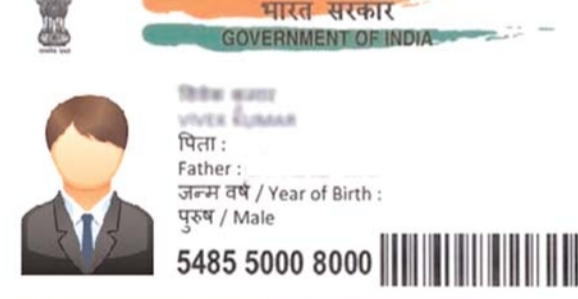 भारत सरकार
GOVERNMENT OF INDIA
पिता :
Father :
जन्म वर्ष / Year of Birth :
पुरुष / Male
5485 5000 8000